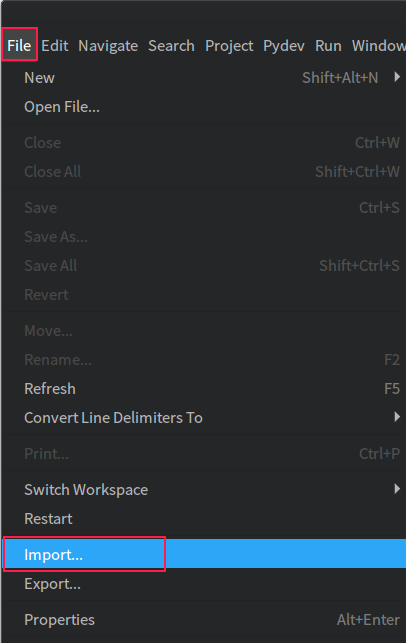 File Edit Navigate Search Project Pydev Run Window
New Shift+Alt+N
Open File...
Close Ctrl+W
Close All Shift+Ctrl+W
Save Ctrl+S
Save As...
Save All Shift+Ctrl+S
Revert
Move...
Rename... F2
Refresh F5
Convert Line Delimiters To
Print... Ctrl+P
Switch Workspace
Restart
Import...
Export...
Properties Alt+Enter